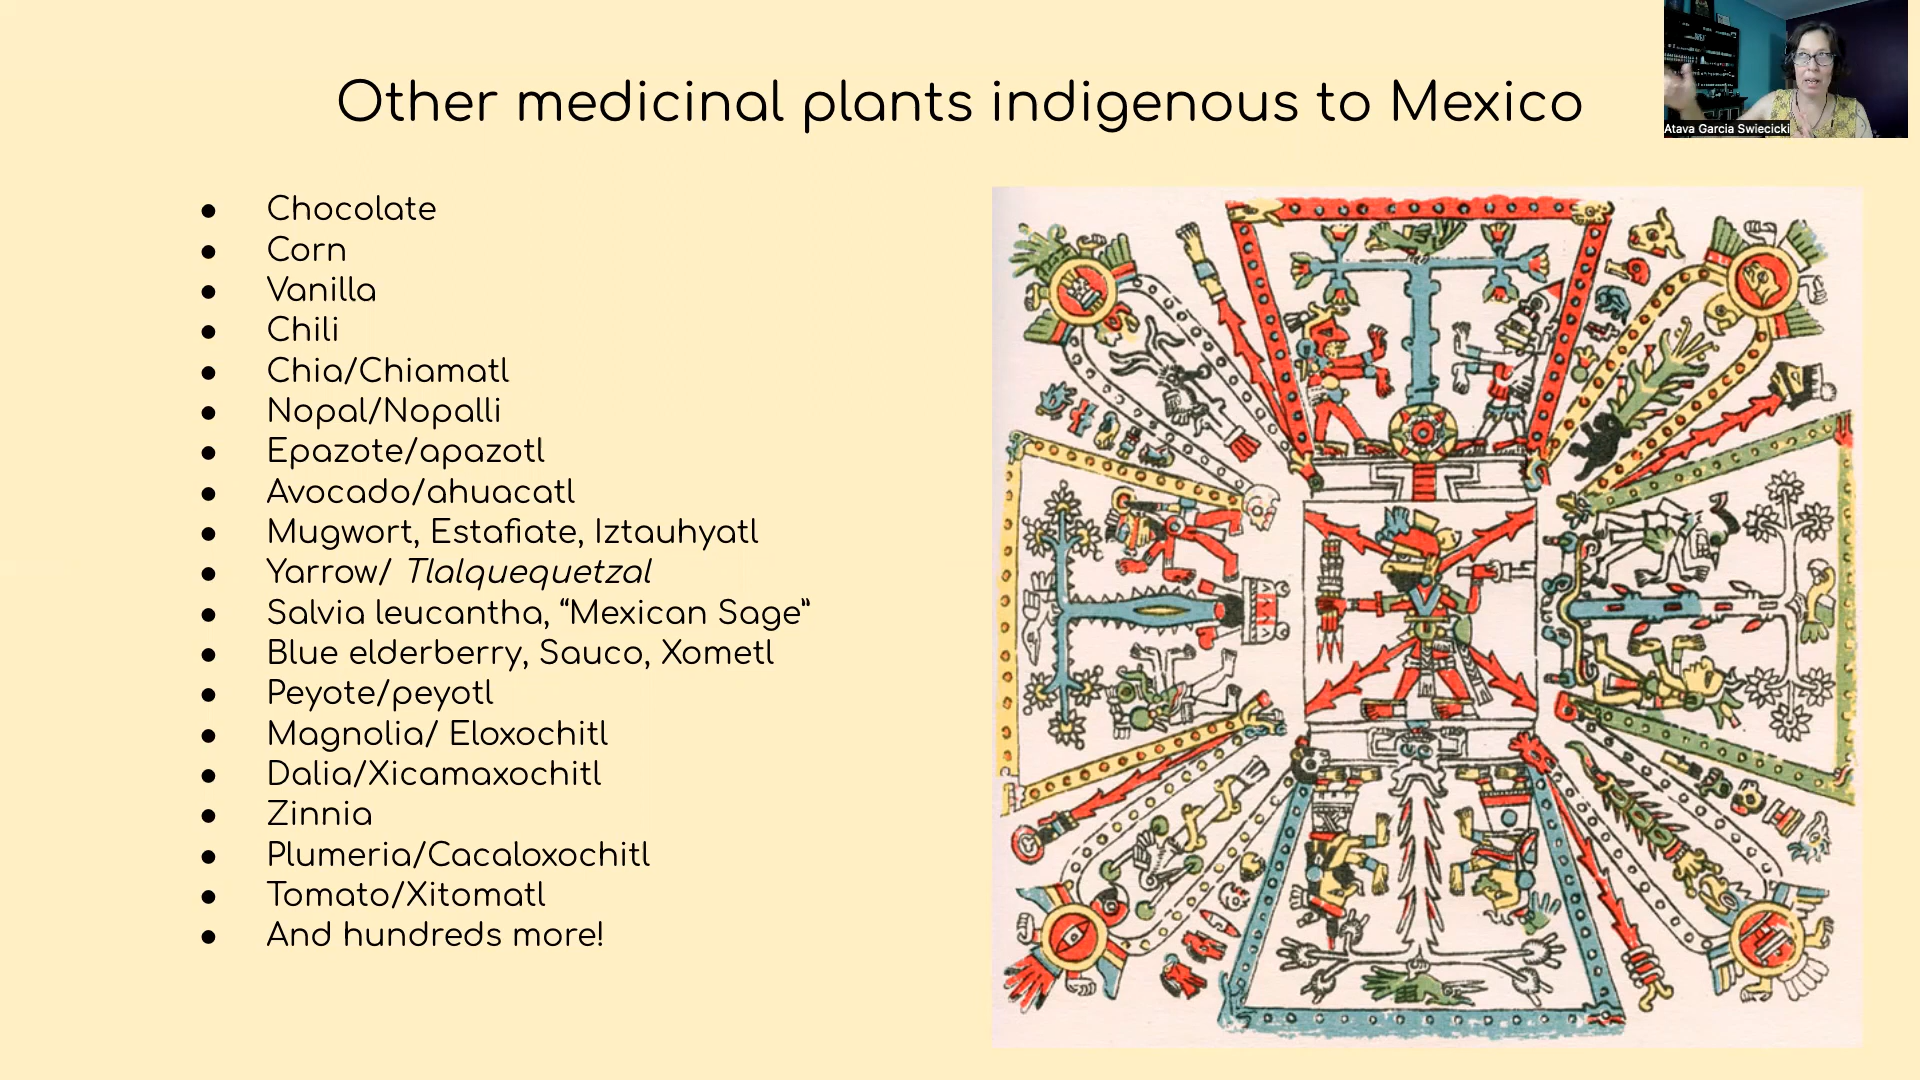 Other medicinal plants indigenous to Mexico
Atava Garcia Swiecicki
● Chocolate
● Corn
● Vanilla
● Chili
● Chia/Chiamatl
● Nopal/Nopalli
● Epazote/apazotl
● Avocado/ahuacatl
● Mugwort, Estafiate, Iztauhyatl
● Yarrow/ Tlalquequetzal
● Salvia leucantha, “Mexican Sage”
● Blue elderberry, Sauco, Xometl
● Peyote/peyotl
● Magnolia/ Eloxochitl
● Dalia/Xicamaxochitl
● Zinnia
● Plumeria/Cacaloxochitl
● Tomato/Xitomatl
● And hundreds more!